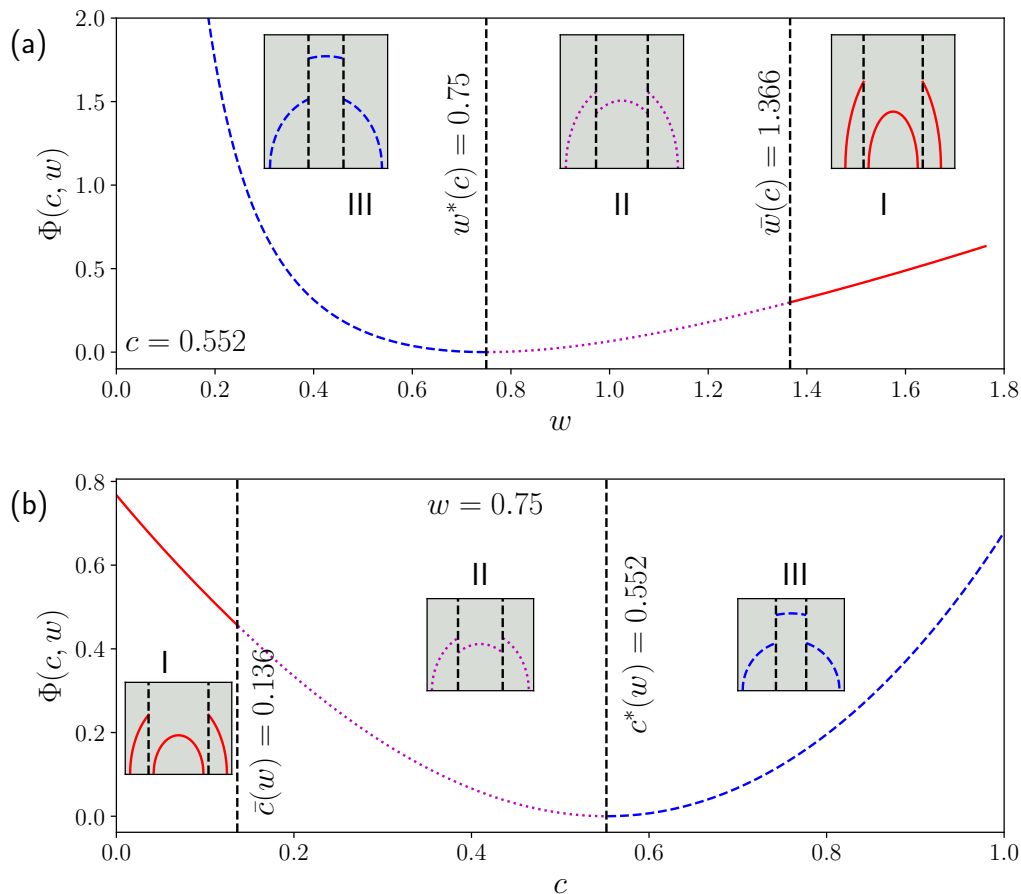 (a)
Φ(c, w)
2.0
1.5
1.0
0.5
0.0
III
w*(c) = 0.75
II
w̄(c) = 1.366
I
c = 0.552
0.0 0.2 0.4 0.6 0.8 1.0 1.2 1.4 1.6 1.8
w
(b)
Φ(c, w)
0.8
0.6
0.4
0.2
0.0
w = 0.75
I
c̄(w) = 0.136
II
c*(w) = 0.552
III
0.0 0.2 0.4 0.6 0.8 1.0
c